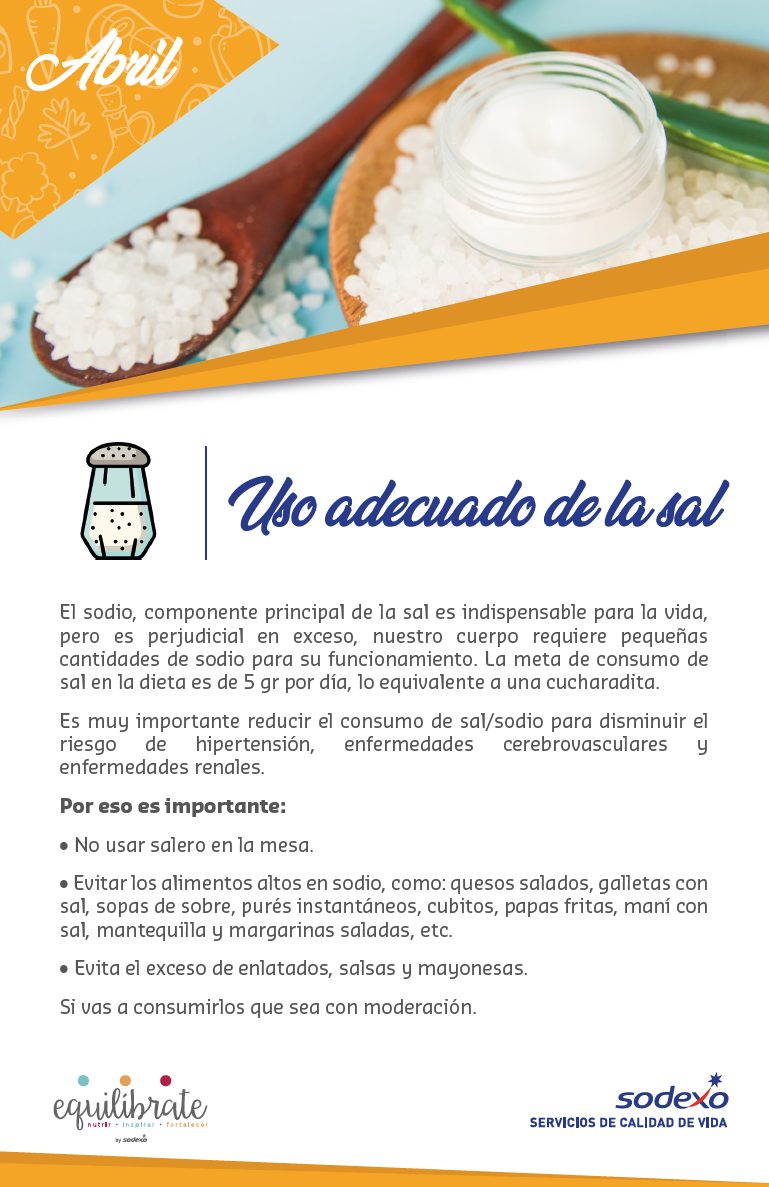 Abril
Uso adecuado de la sal
El sodio, componente principal de la sal es indispensable para la vida,
pero es perjudicial en exceso, nuestro cuerpo requiere pequeñas
cantidades de sodio para su funcionamiento. La meta de consumo de
sal en la dieta es de 5 gr por día, lo equivalente a una cucharadita.
Es muy importante reducir el consumo de sal/sodio para disminuir el
riesgo de hipertensión, enfermedades cerebrovasculares y
enfermedades renales.
Por eso es importante:
• No usar salero en la mesa.
• Evitar los alimentos altos en sodio, como: quesos salados, galletas con
sal, sopas de sobre, purés instantáneos, cubitos, papas fritas, maní con
sal, mantequilla y margarinas saladas, etc.
• Evita el exceso de enlatados, salsas y mayonesas.
Si vas a consumirlos que sea con moderación.
equilíbrate
nutrir • inspirar • fortalecer
by sodexo
sodexo
SERVICIOS DE CALIDAD DE VIDA